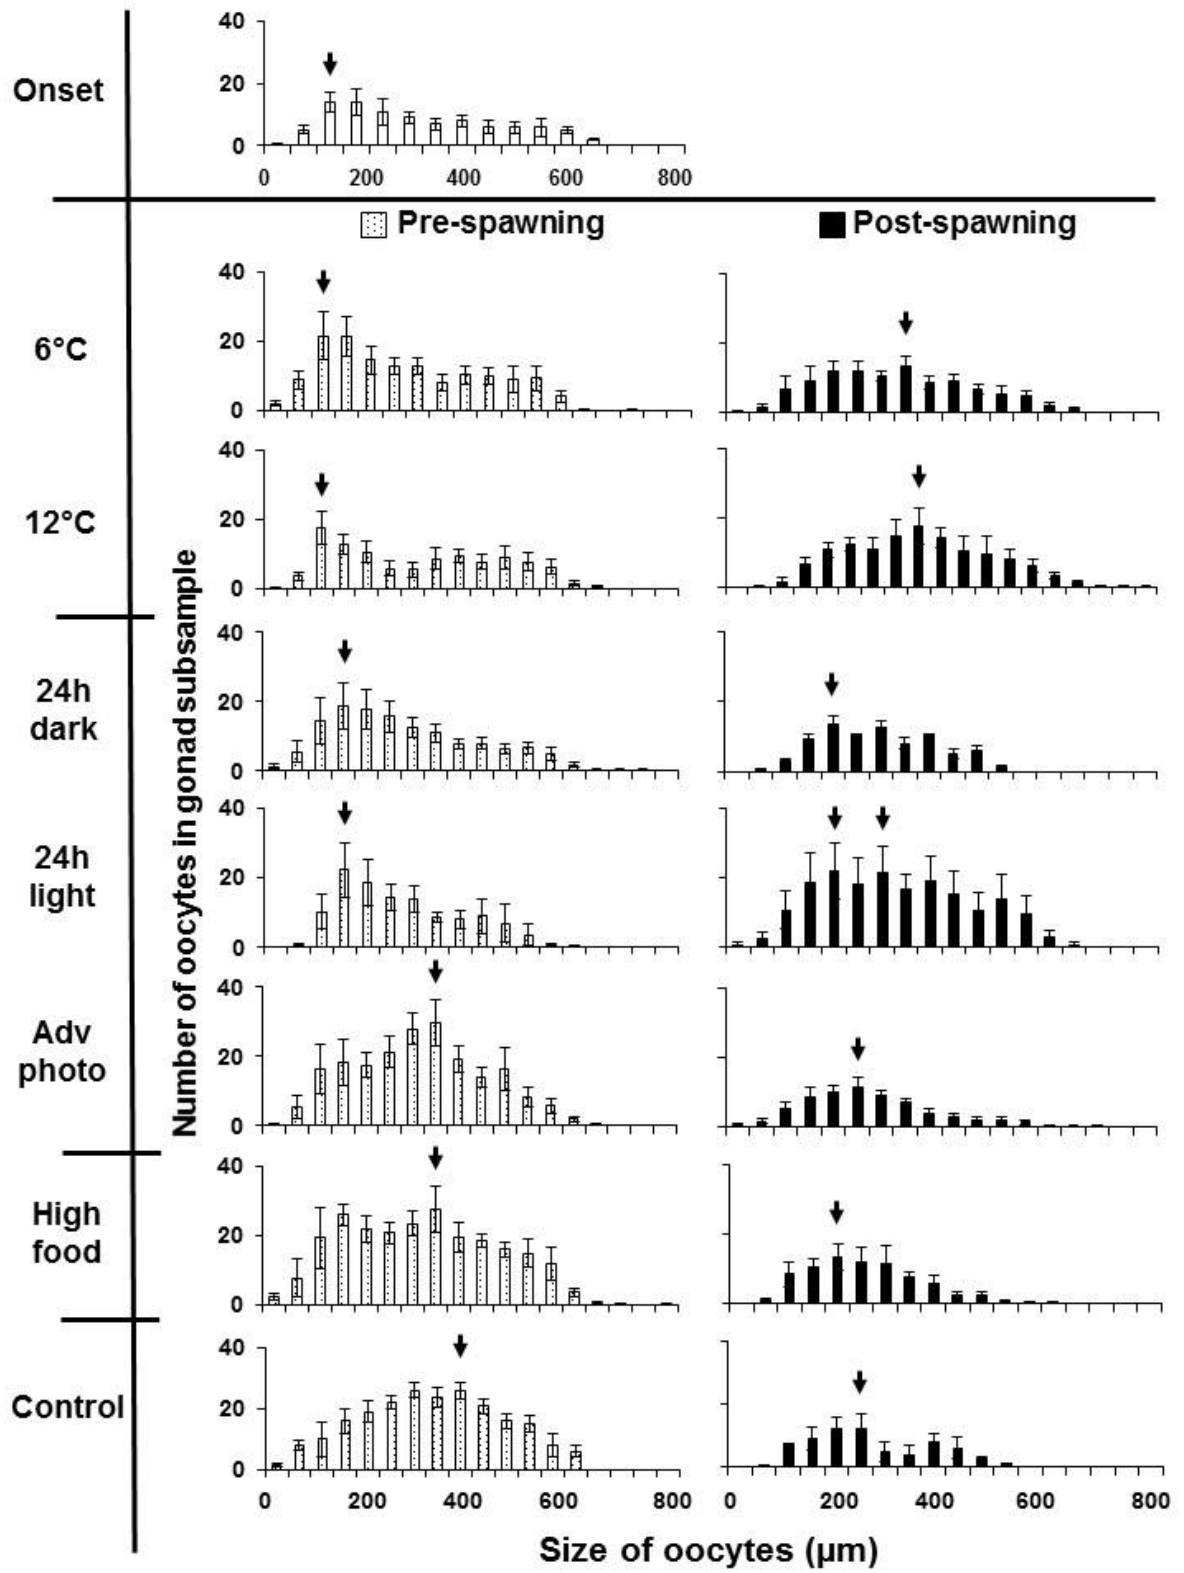 40
Onset
20
0
0 200 400 600 800
Pre-spawning Post-spawning
40
6°C
20
0
40
12°C
20
0
Number of oocytes in gonad subsample
40
24h
dark
20
0
40
24h
light
20
0
40
Adv
photo
20
0
40
High
food
20
0
40
Control
20
0
0 200 400 600 800 0 200 400 600 800
Size of oocytes (µm)